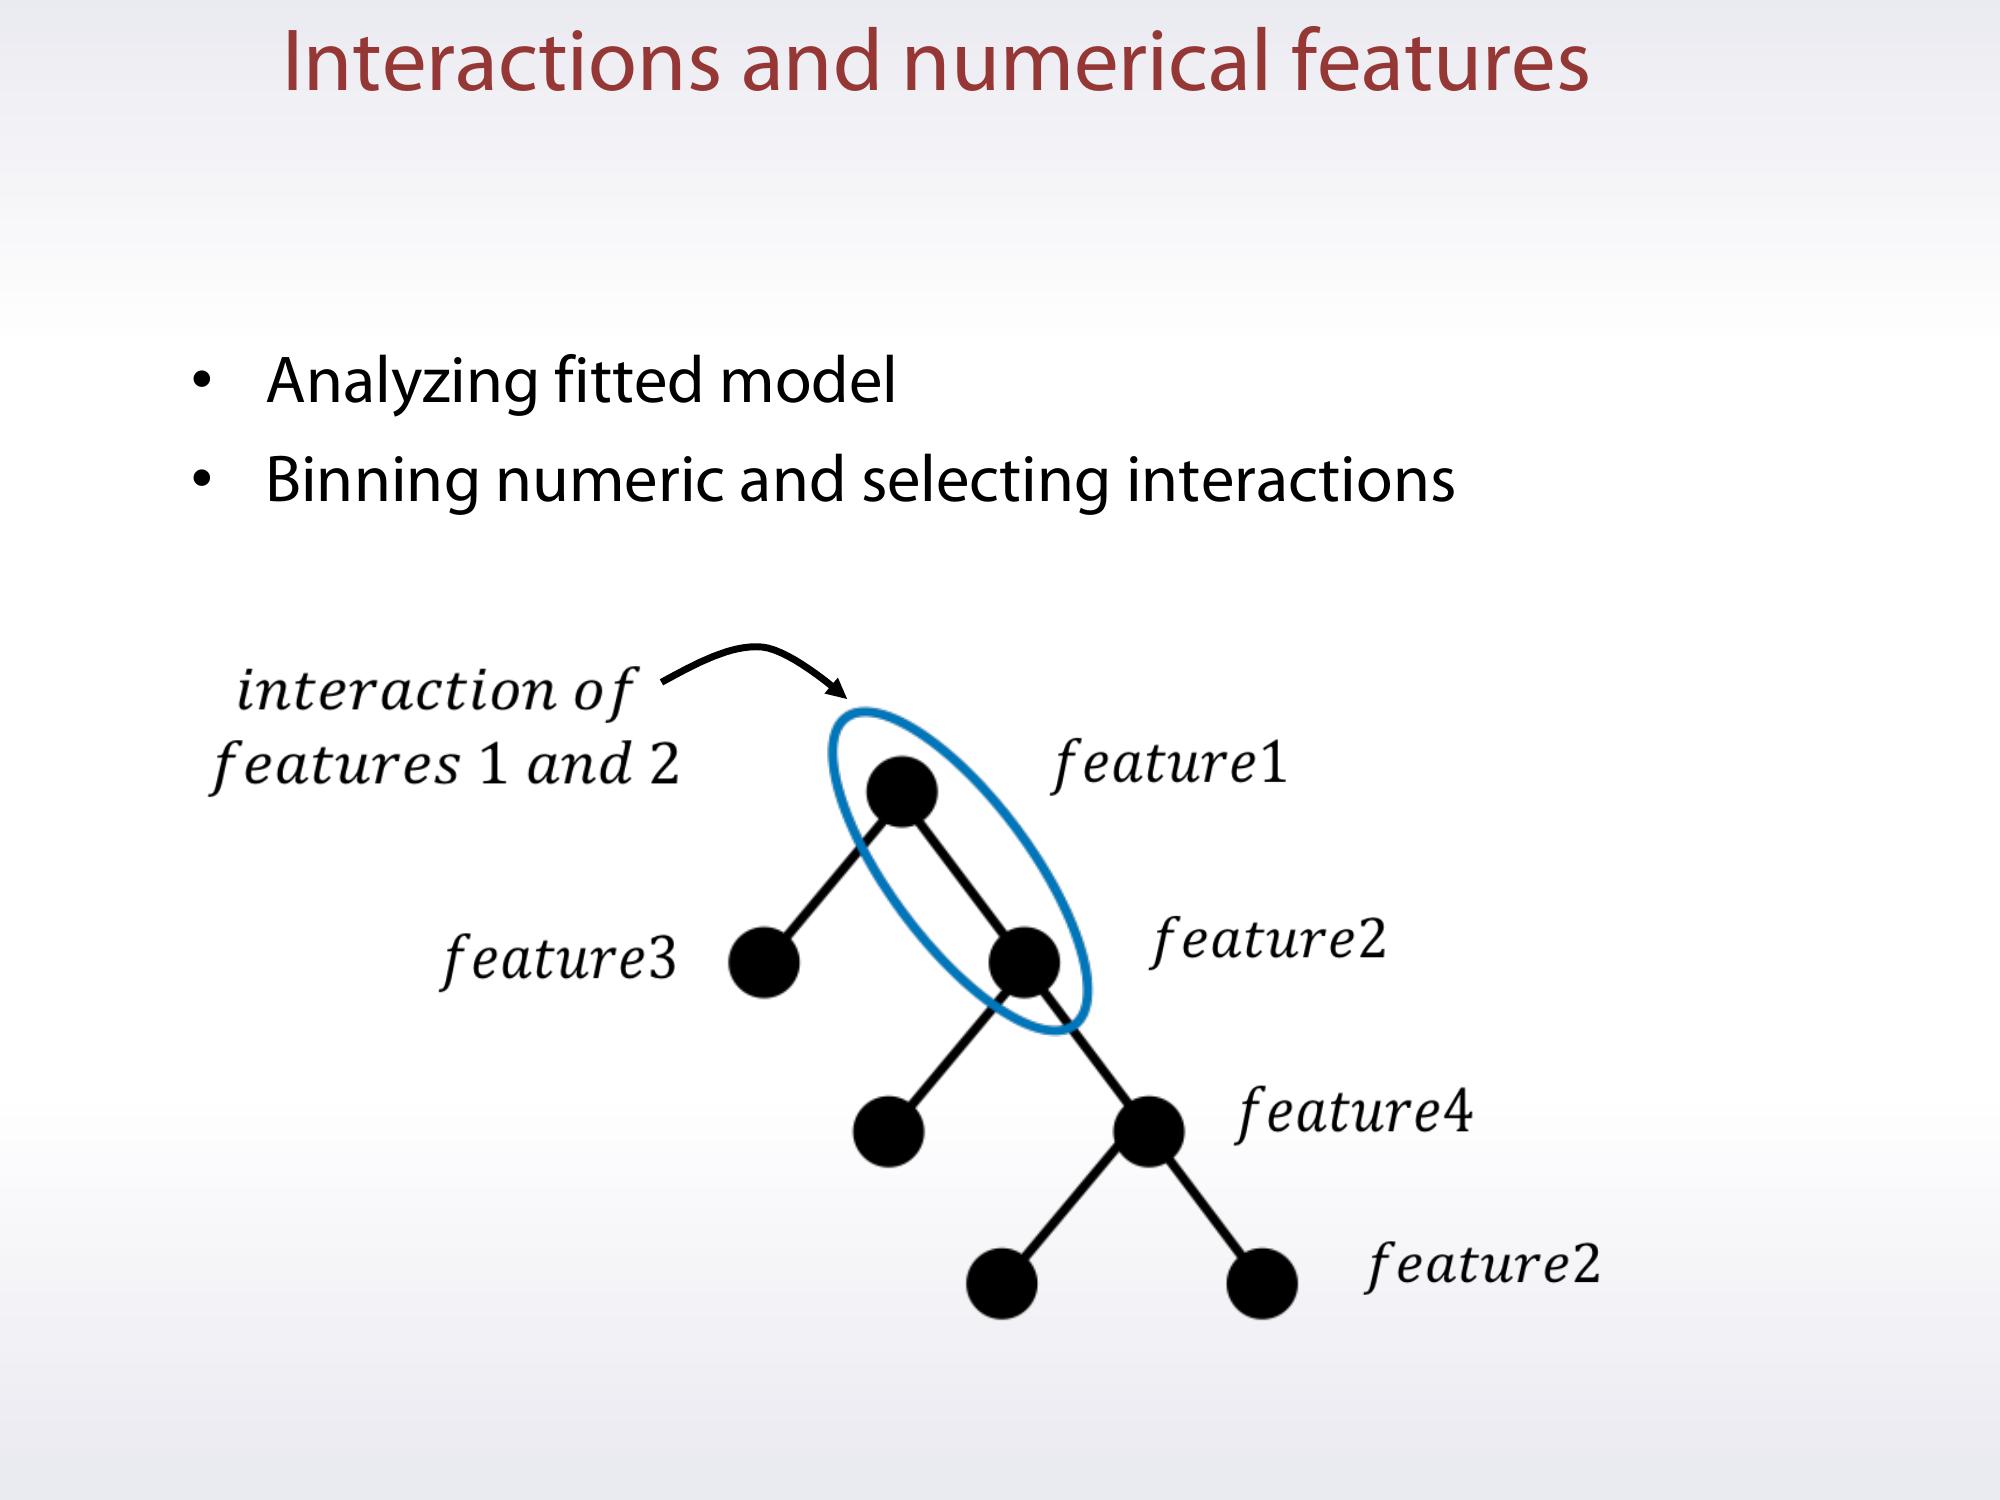 Interactions and numerical features
• Analyzing fitted model
• Binning numeric and selecting interactions
interaction of
features 1 and 2
feature1
feature3
feature2
feature4
feature2